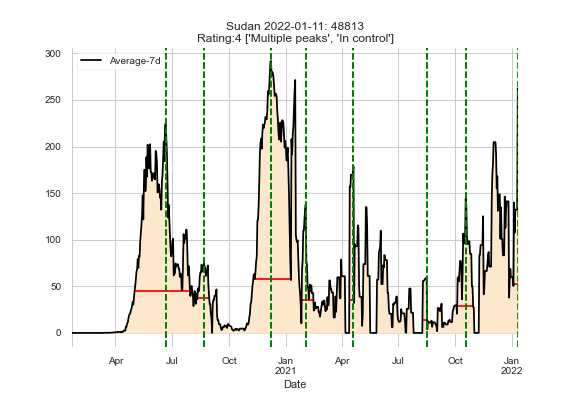 Sudan 2022-01-11: 48813
Rating:4 ['Multiple peaks', 'In control']
Average-7d
300
250
200
150
100
50
0
Apr Jul Oct Jan Apr Jul Oct Jan
2021 2022
Date